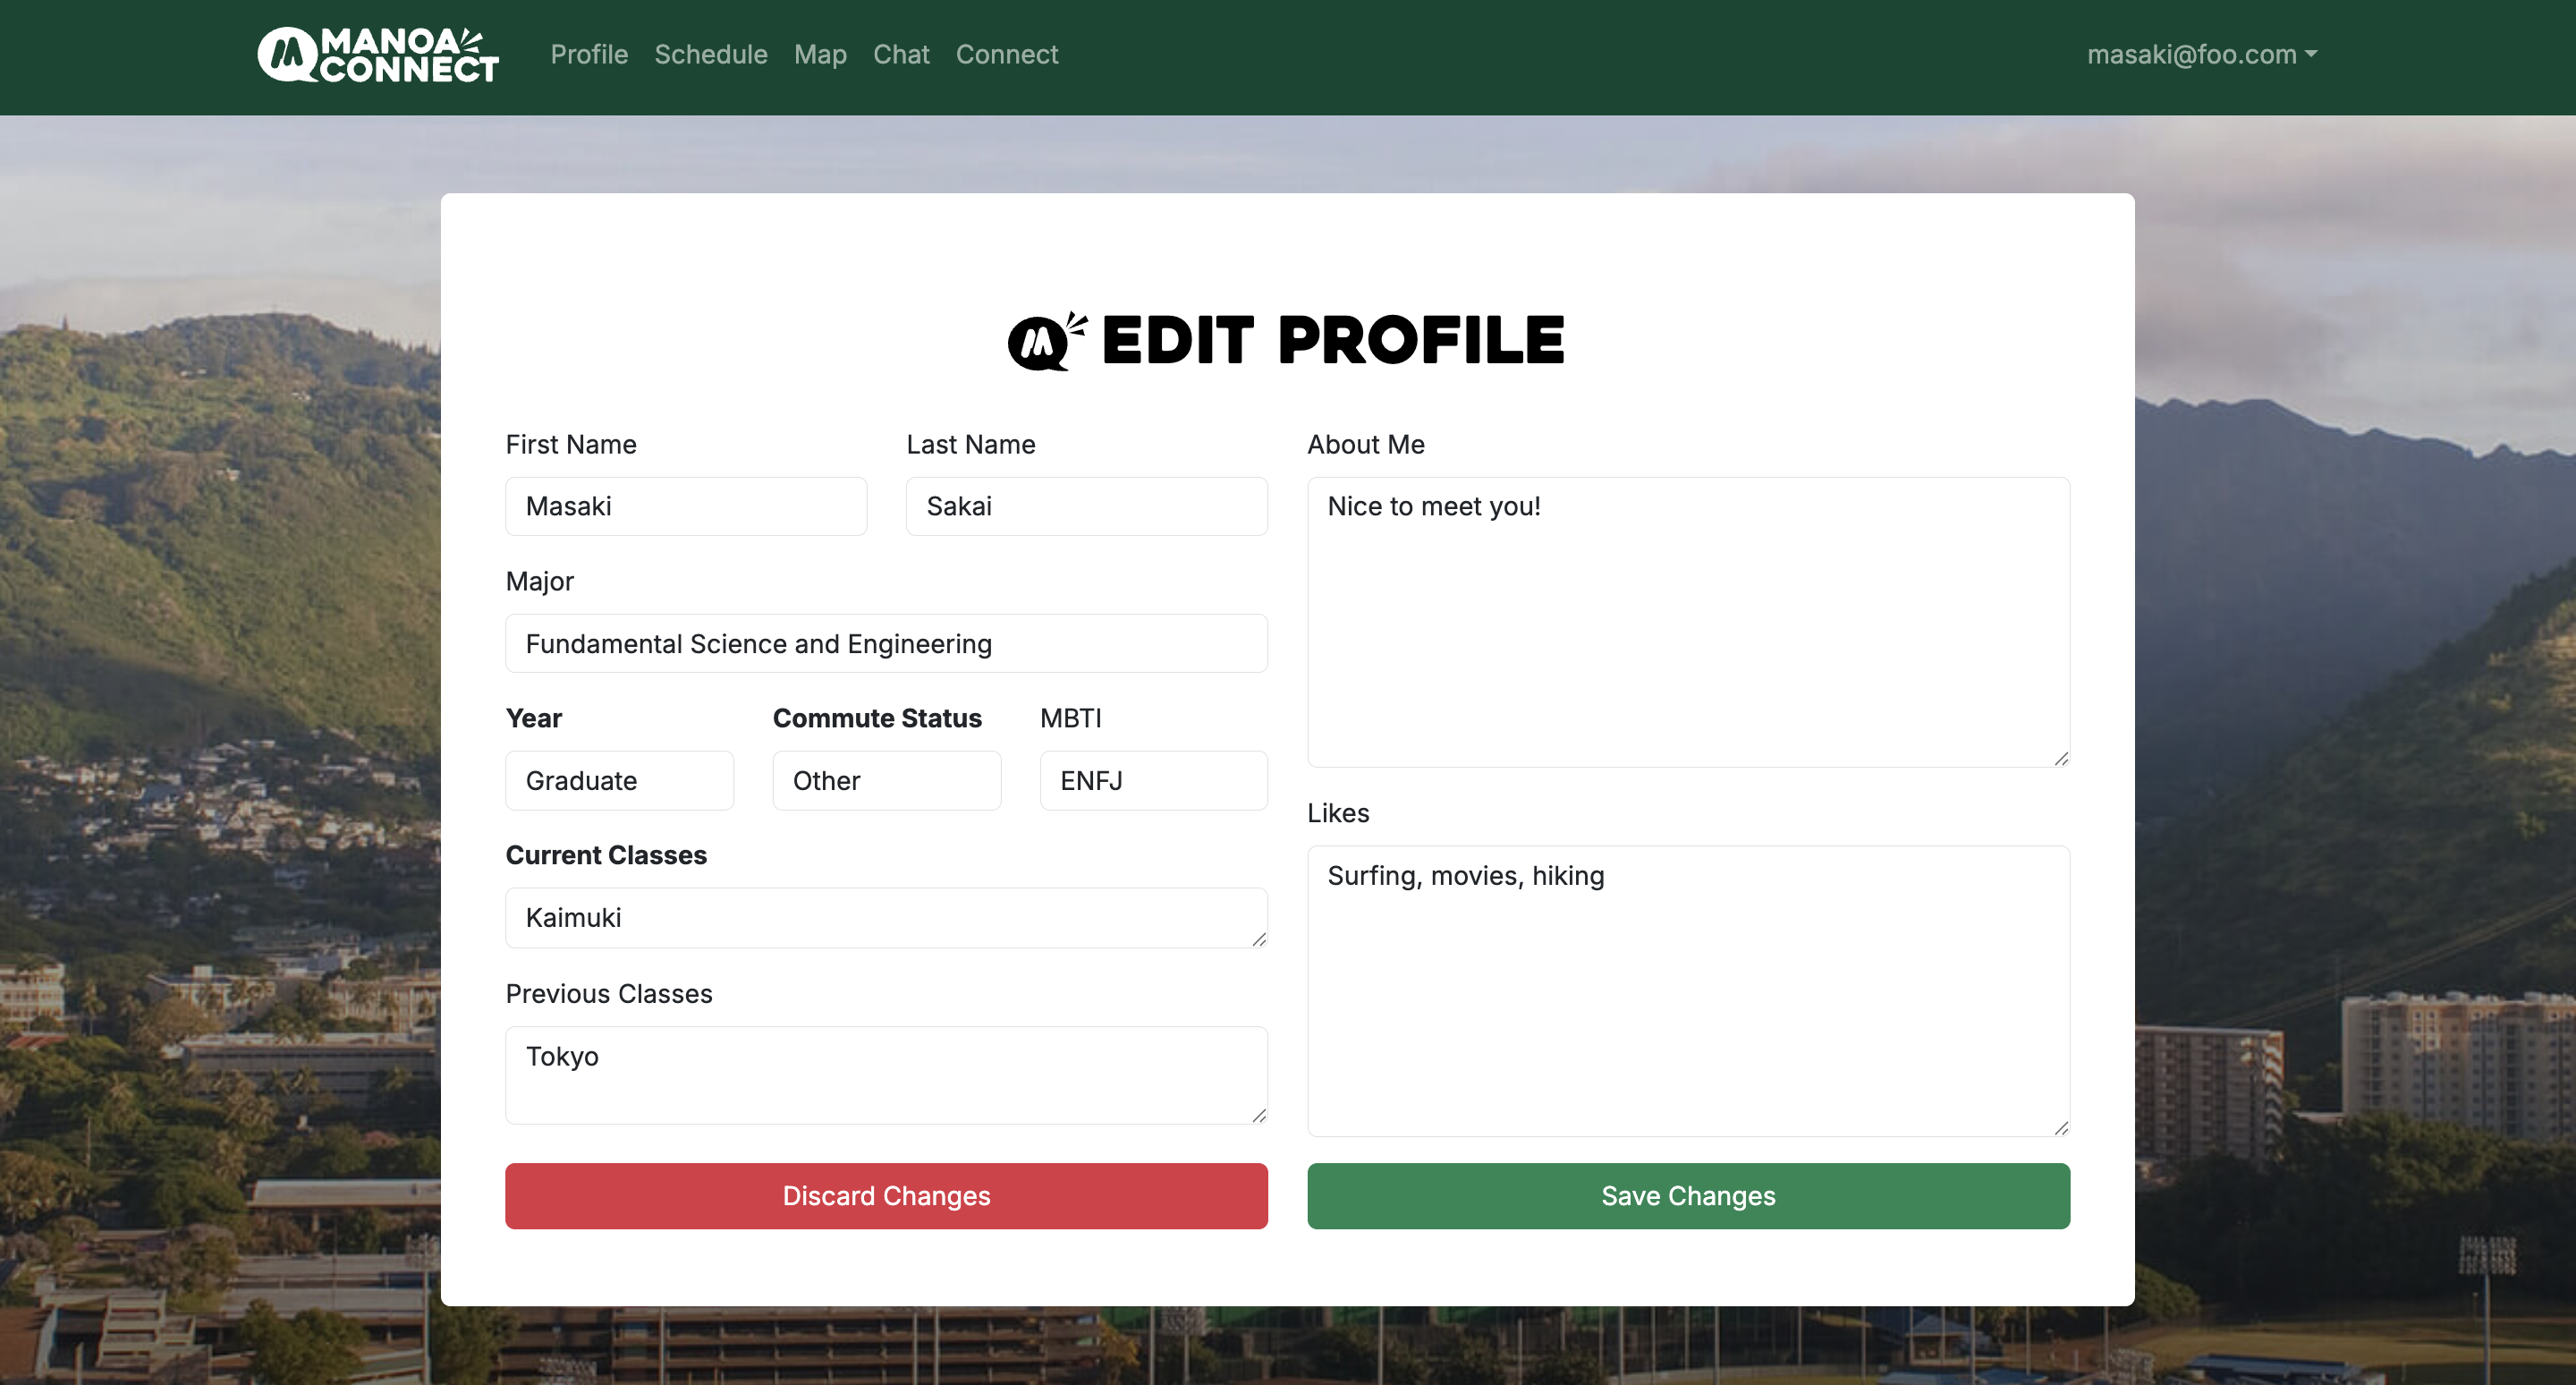 MANOA
CONNECT
Profile Schedule Map Chat Connect
masaki@foo.com
EDIT PROFILE
First Name
Masaki
Last Name
Sakai
Major
Fundamental Science and Engineering
Year
Graduate
Commute Status
Other
MBTI
ENFJ
Current Classes
Kaimuki
Previous Classes
Tokyo
About Me
Nice to meet you!
Likes
Surfing, movies, hiking
Discard Changes
Save Changes